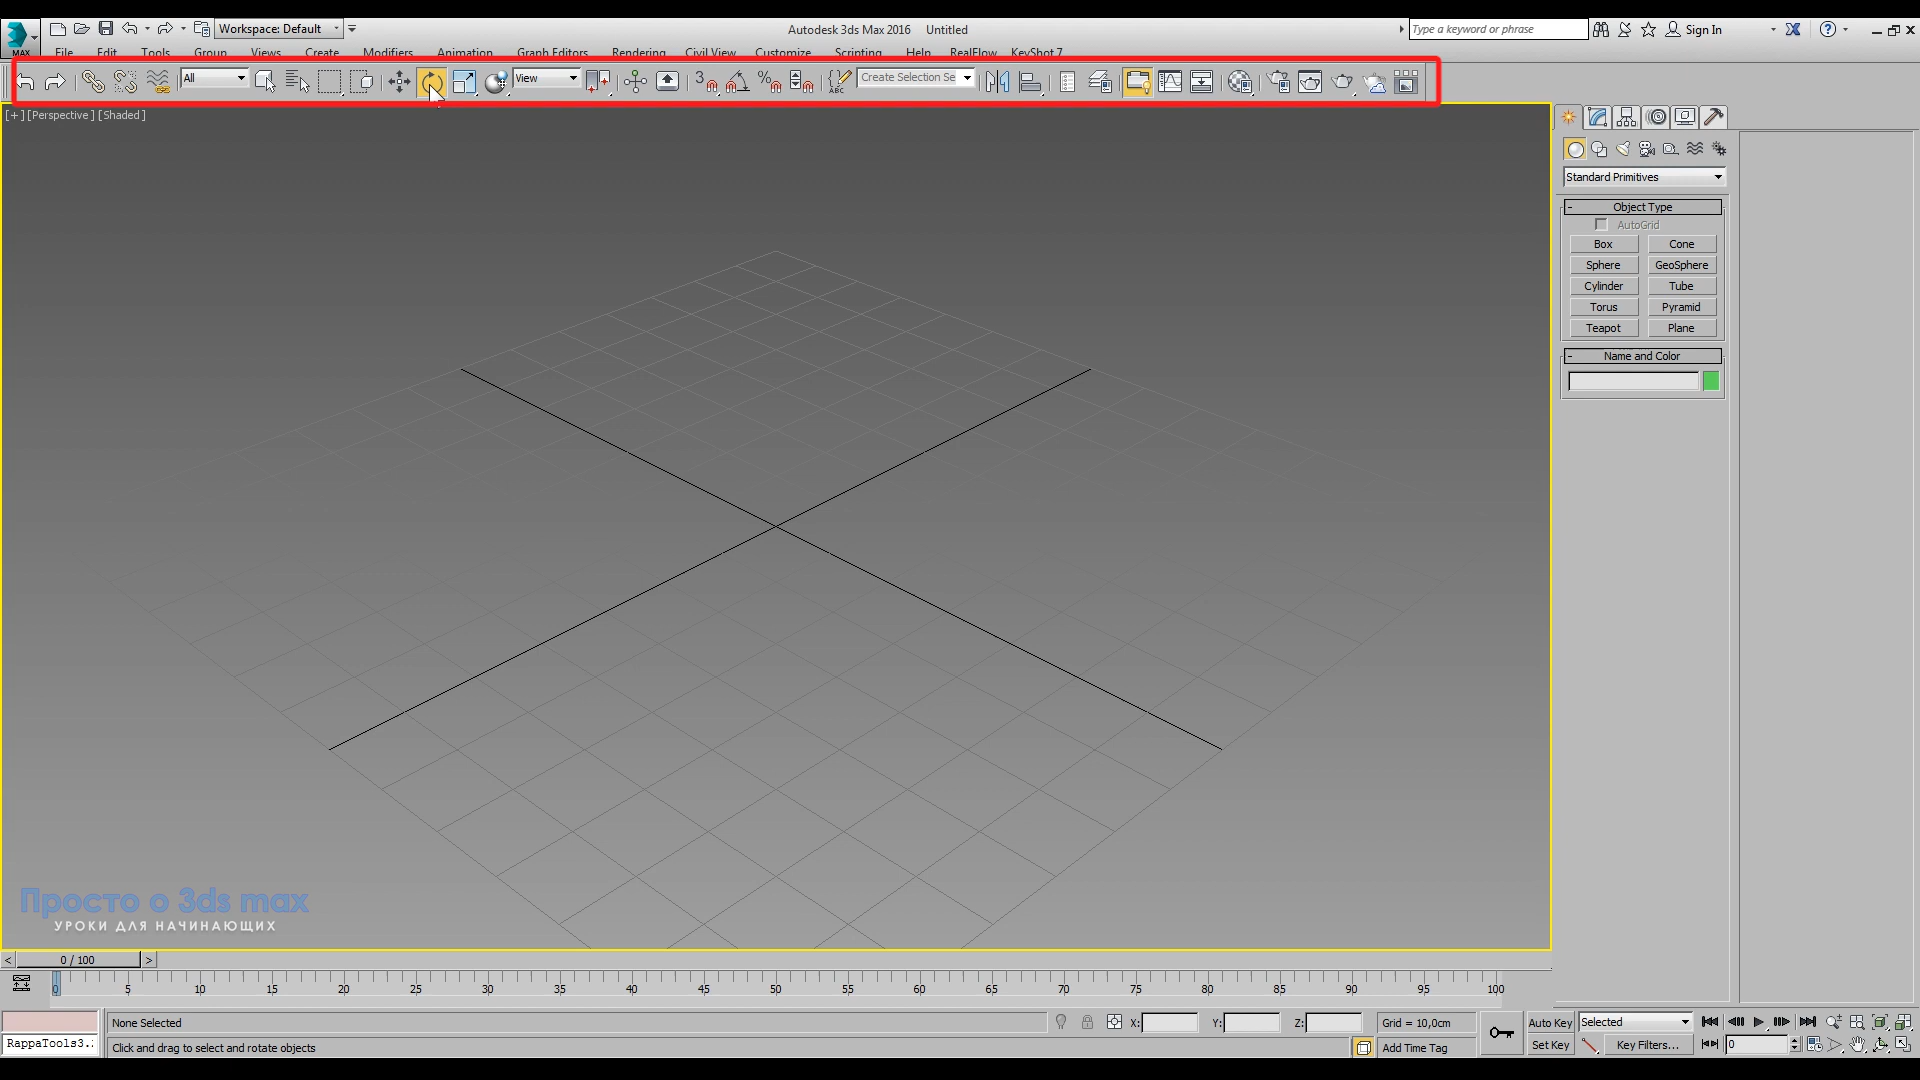 Workspace: Default
Autodesk 3ds Max 2016 Untitled
Type a keyword or phrase
Sign In
MAX
File Edit Tools Group Views Create Modifiers Animation Graph Editors Rendering Civil View Customize Scripting Help RealFlow KeyShot 7
All
View
3
%
ABC
Create Selection Se
[+] [Perspective] [Shaded]
Standard Primitives
- Object Type
AutoGrid
Box Cone
Sphere GeoSphere
Cylinder Tube
Torus Pyramid
Teapot Plane
- Name and Color
Просто о 3ds max
УРОКИ ДЛЯ НАЧИНАЮЩИХ
< 0 / 100 >
0 5 10 15 20 25 30 35 40 45 50 55 60 65 70 75 80 85 90 95 100
None Selected
X: Y: Z:
Grid = 10,0cm
Auto Key
Selected
RappaTools3.
Click and drag to select and rotate objects
Add Time Tag
Set Key
Key Filters...
0